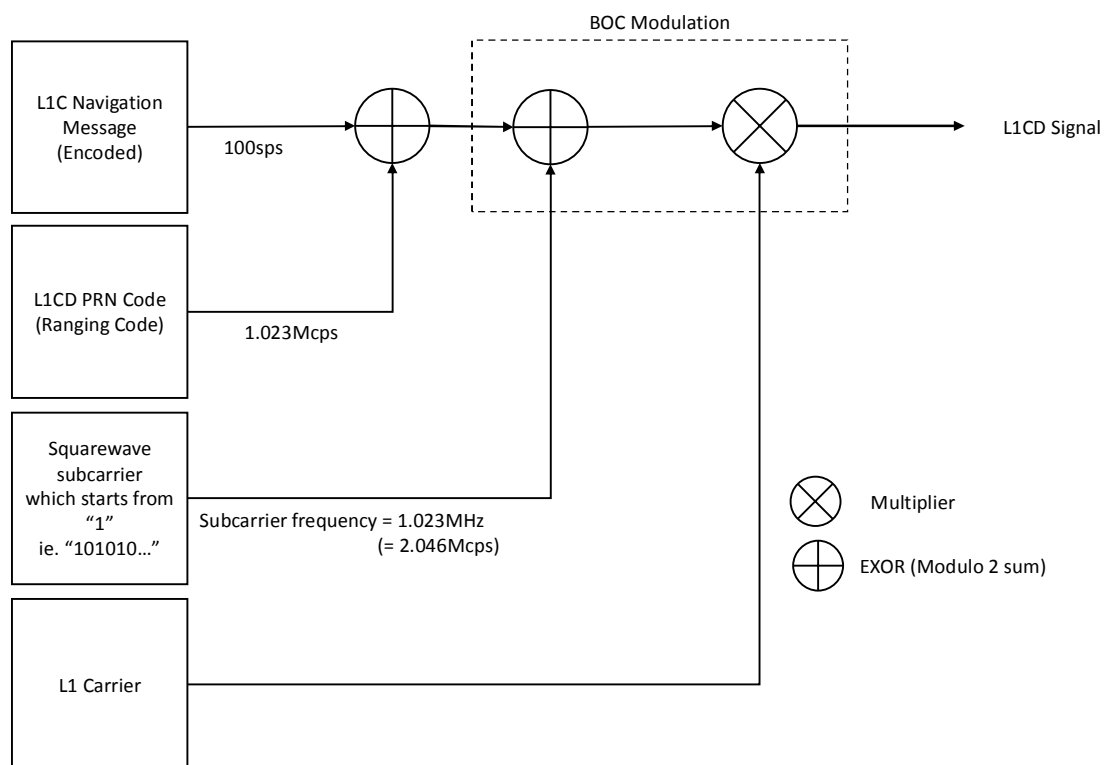 BOC Modulation
L1C Navigation
Message
(Encoded)
100sps
L1CD Signal
L1CD PRN Code
(Ranging Code)
1.023Mcps
Squarewave
subcarrier
which starts from
“1”
ie. “101010…”
Subcarrier frequency = 1.023MHz
(= 2.046Mcps)
Multiplier
EXOR (Modulo 2 sum)
L1 Carrier